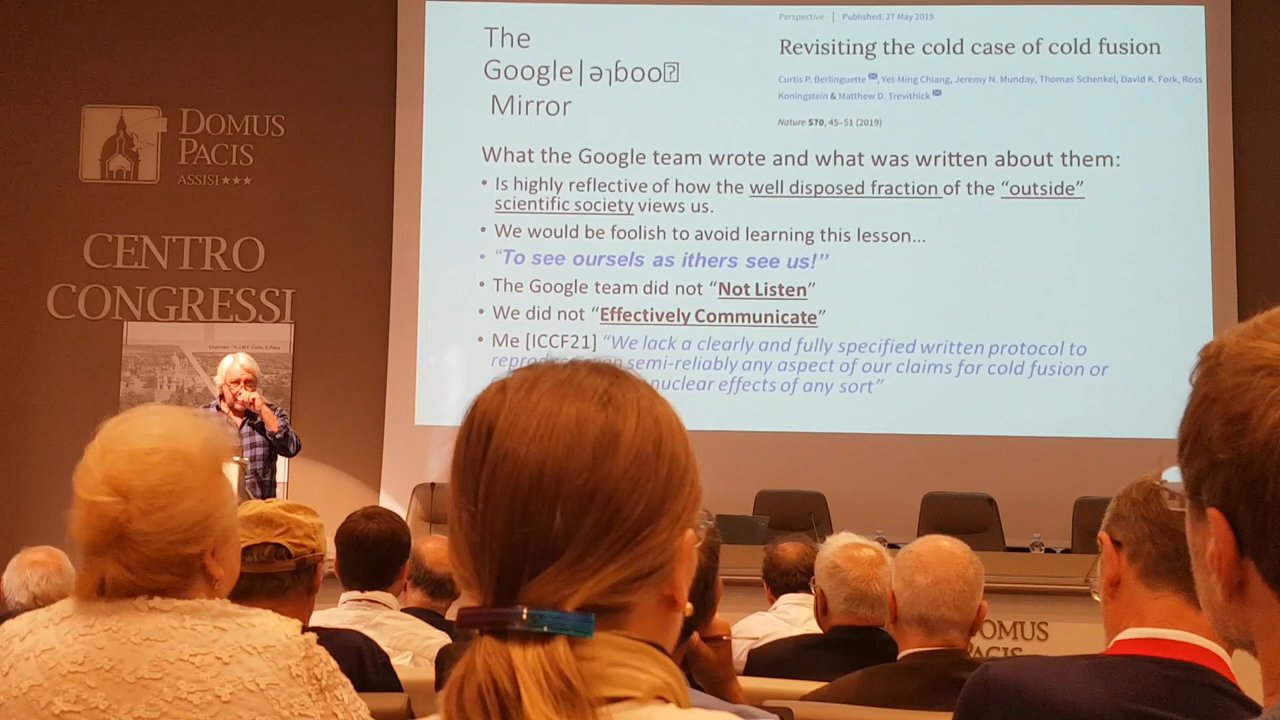 DOMUS
PACIS
ASSISI★★★
CENTRO
CONGRESSI
The
Google|ǝꞁɓoo
Mirror
Perspective | Published: 27 May 2019
Revisiting the cold case of cold fusion
Curtis P. Berlinguette, Yet-Ming Chiang, Jeremy N. Munday, Thomas Schenkel, David K. Fork, Ross
Koningstein & Matthew D. Trevithick
Nature 570, 45–51 (2019)
What the Google team wrote and what was written about them:
• Is highly reflective of how the well disposed fraction of the “outside”
scientific society views us.
• We would be foolish to avoid learning this lesson...
• “To see oursels as ithers see us!”
• The Google team did not “Not Listen”
• We did not “Effectively Communicate”
• Me [ICCF21] “We lack a clearly and fully specified written protocol to
semi-reliably any aspect of our claims for cold fusion or
nuclear effects of any sort”
OMUS
PACIS